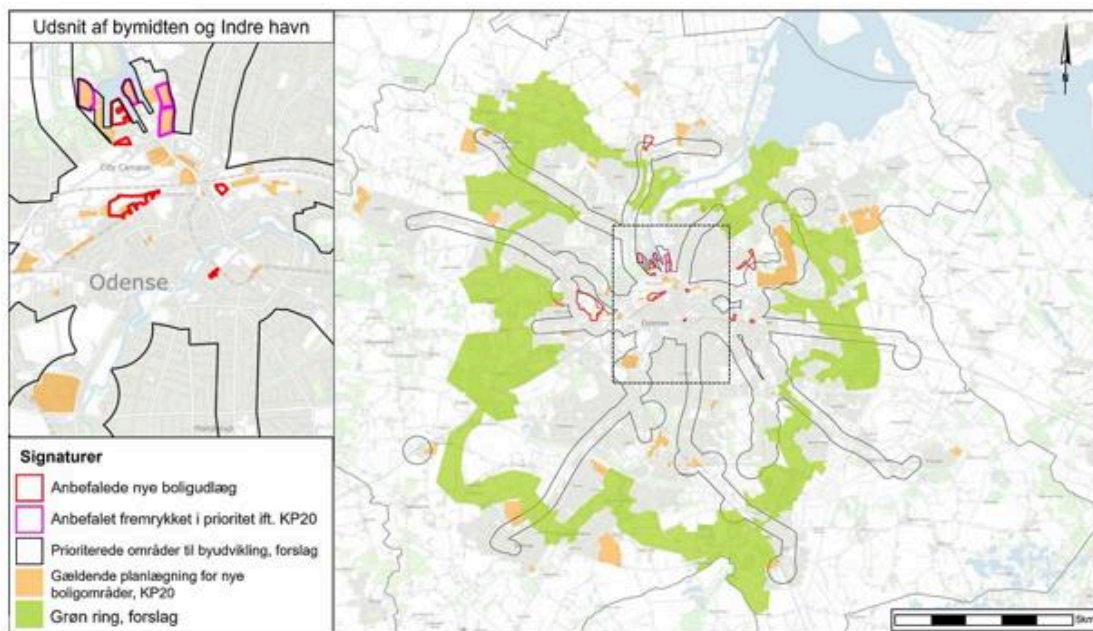 Udsnit af bymidten og Indre havn
City Campus
Odense
Signaturer
Anbefalede nye boligudlæg
Anbefalet fremrykket i prioritet ift. KP20
Prioriterede områder til byudvikling, forslag
Gældende planlægning for nye
boligområder, KP20
Grøn ring, forslag
Odense
5km